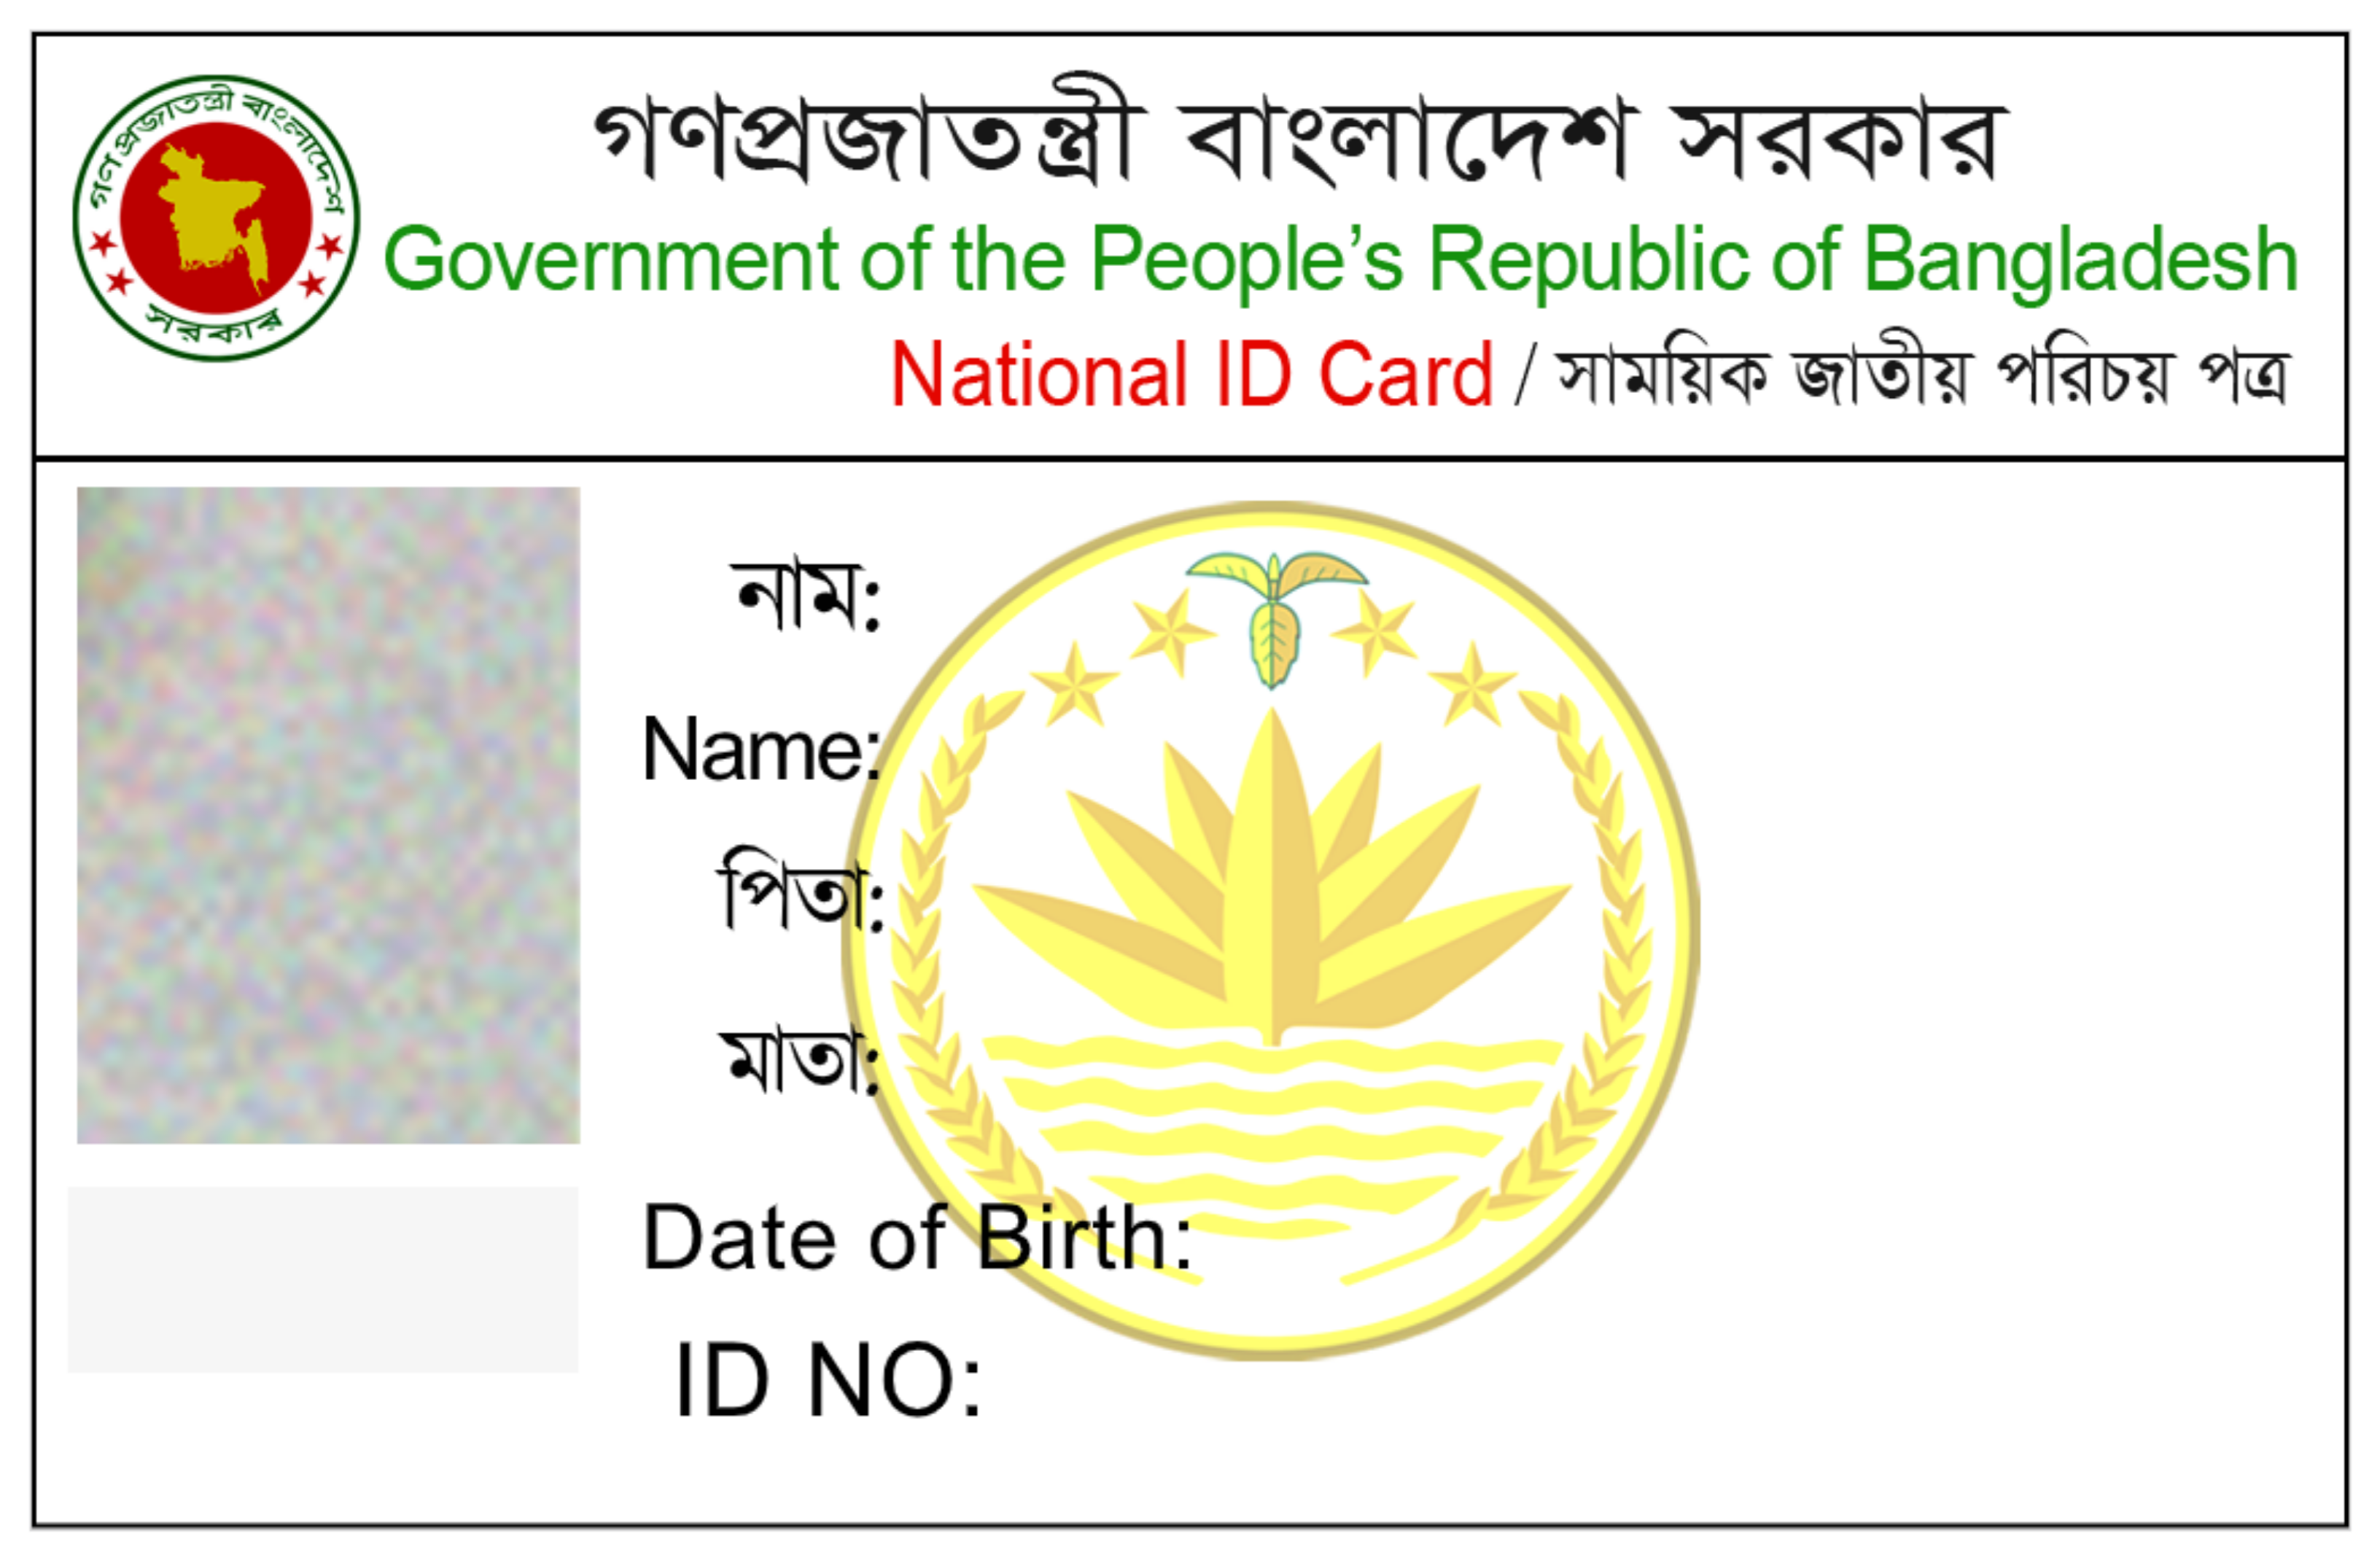 গণপ্রজাতন্ত্রী বাংলাদেশ
সরকার
গণপ্রজাতন্ত্রী বাংলাদেশ সরকার
Government of the People’s Republic of Bangladesh
National ID Card / সাময়িক জাতীয় পরিচয় পত্র
নাম:
Name:
পিতা:
মাতা:
Date of Birth:
ID NO: